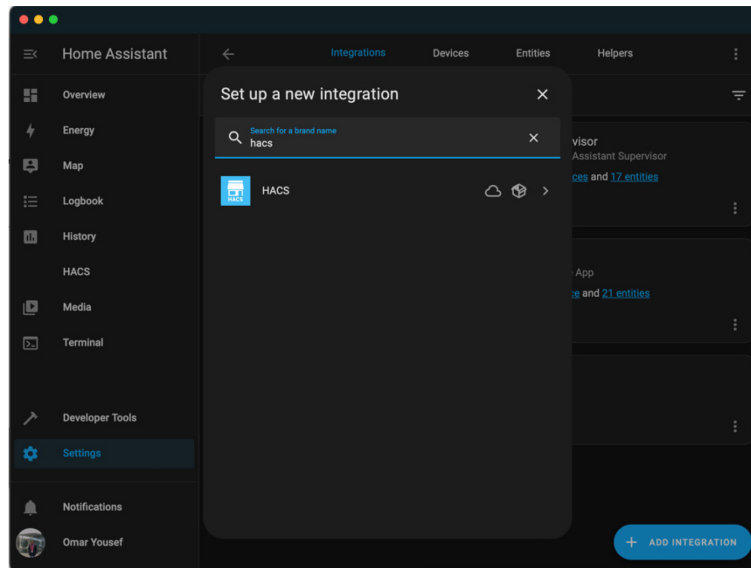 Home Assistant
Overview
Energy
Map
Logbook
History
HACS
Media
Terminal
Developer Tools
Settings
Notifications
Omar Yousef
Integrations Devices Entities Helpers
Set up a new integration
Search for a brand name
hacs
HACS
HACS
visor
Assistant Supervisor
ces and 17 entities
App
ce and 21 entities
+ ADD INTEGRATION